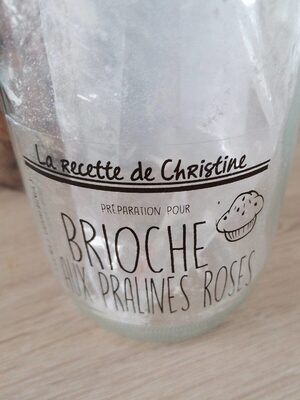 La Recette de Christine
PRÉPARATION POUR
BRIOCHE
AUX PRALINES ROSES